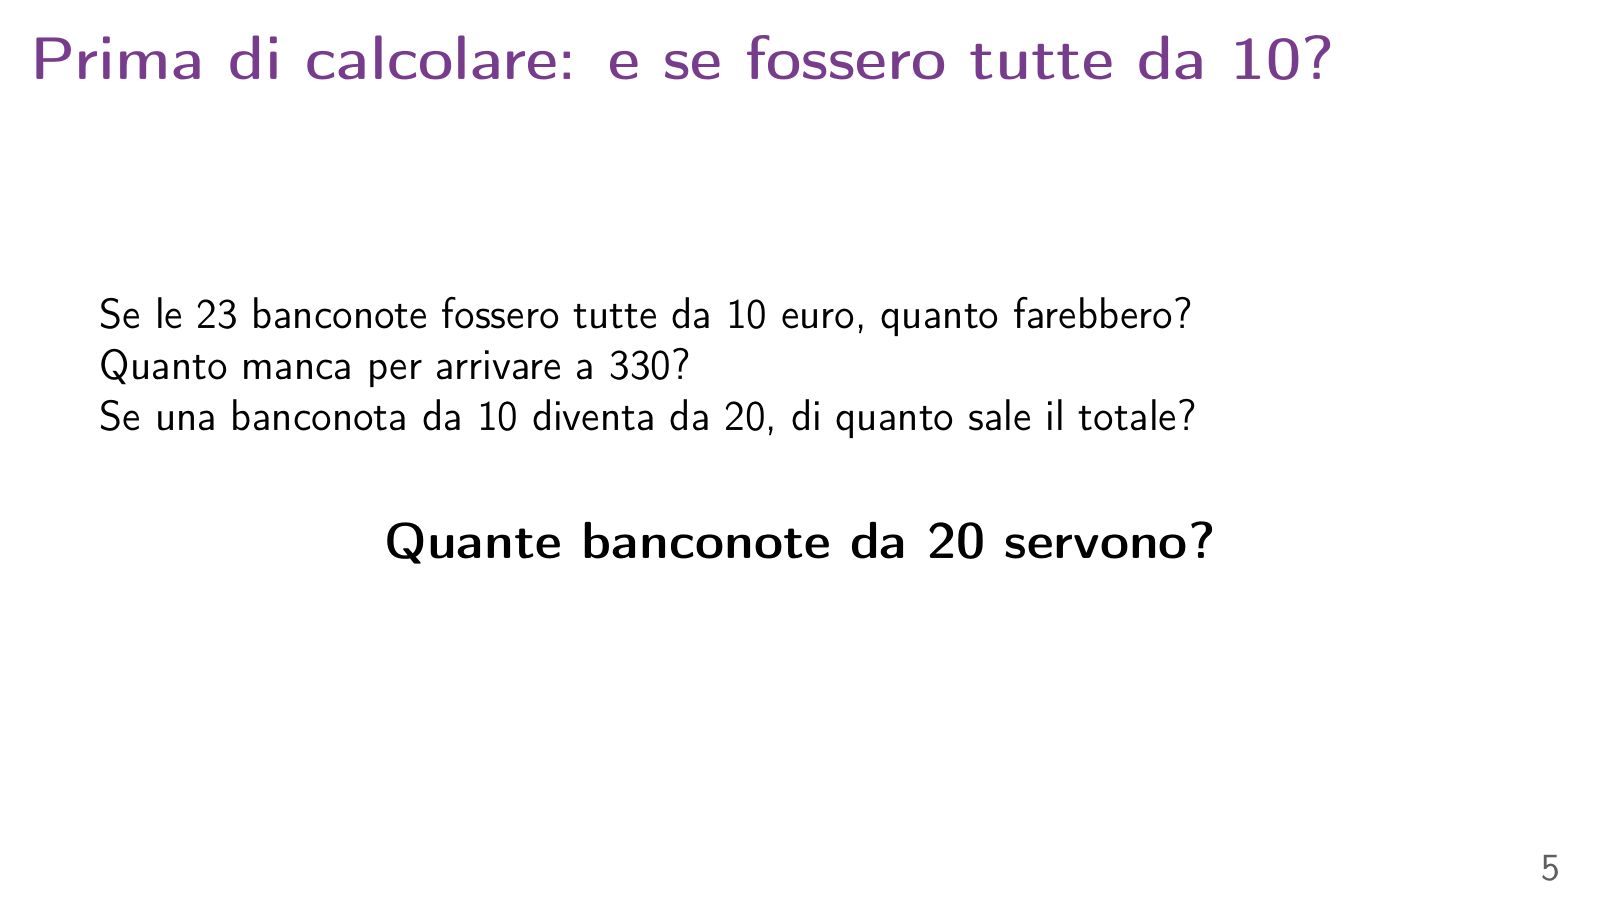 Prima di calcolare: e se fossero tutte da 10?
Se le 23 banconote fossero tutte da 10 euro, quanto farebbero?
Quanto manca per arrivare a 330?
Se una banconota da 10 diventa da 20, di quanto sale il totale?
Quante banconote da 20 servono?
5